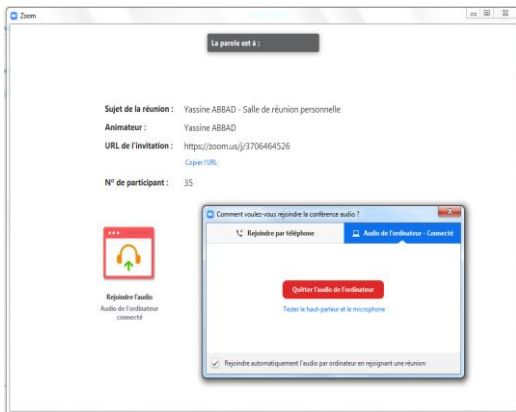 Zoom
La parole est à :
Sujet de la réunion : Yassine ABBAD - Salle de réunion personnelle
Animateur : Yassine ABBAD
URL de l'invitation : https://zoom.us/j/3706464526
Copier l'URL
N° de participant : 35
Comment voulez-vous rejoindre la conférence audio ?
Rejoindre par téléphone
Audio de l'ordinateur - Connecté
Quitter l'audio de l'ordinateur
Tester le haut-parleur et le microphone
Rejoindre automatiquement l'audio par ordinateur en rejoignant une réunion
Rejoindre l'audio
Audio de l'ordinateur
connecté